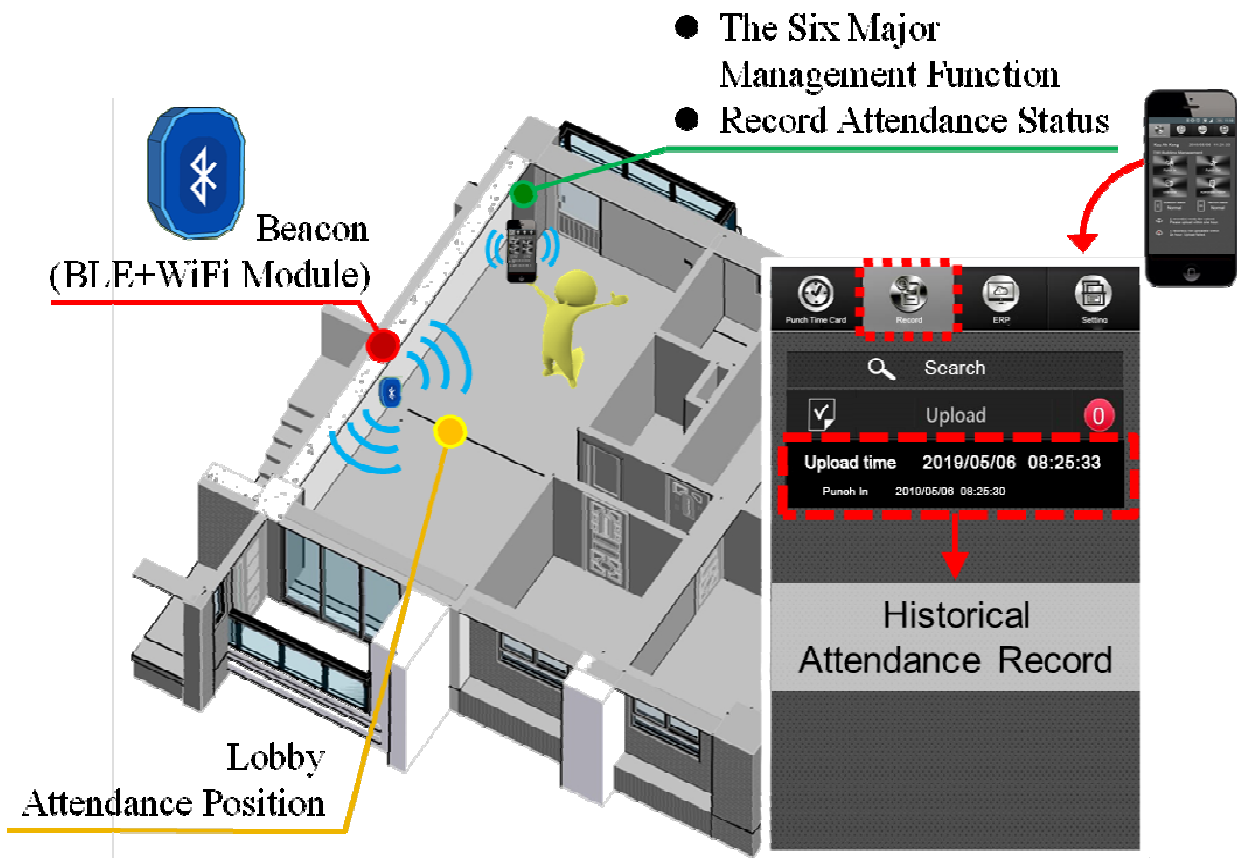 ● The Six Major
Management Function
● Record Attendance Status
Beacon
(BLE+WiFi Module)
Punch Time Card
Record
ERP
Setting
Search
Upload
0
Upload time 2019/05/06 08:25:33
Punch In 2019/05/06 08:25:30
Historical
Attendance Record
Lobby
Attendance Position